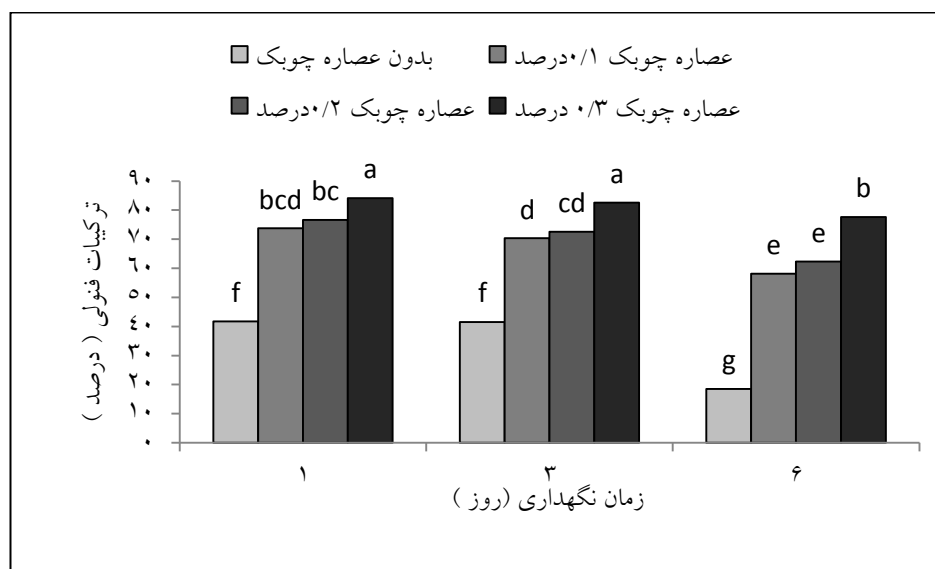 بدون عصاره چوبک
عصاره چوبک ۰/۱درصد
عصاره چوبک ۰/۲درصد
عصاره چوبک ۰/۳ درصد
ترکیبات فنولی ( درصد )
۹۰
۸۰
۷۰
۶۰
۵۰
۴۰
۳۰
۲۰
۱۰
۰
f bcd bc a
f d cd a
g e e b
۱ ۳ ۶
زمان نگهداری (روز )